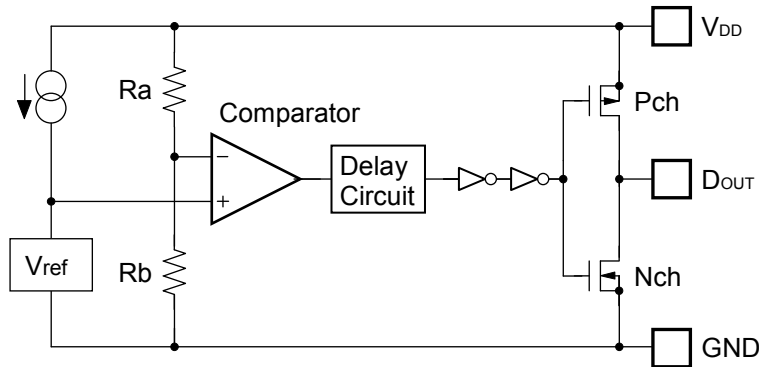 VDD
Ra
Pch
Comparator
−
Delay
Circuit
DOUT
+
Vref
Rb
Nch
GND